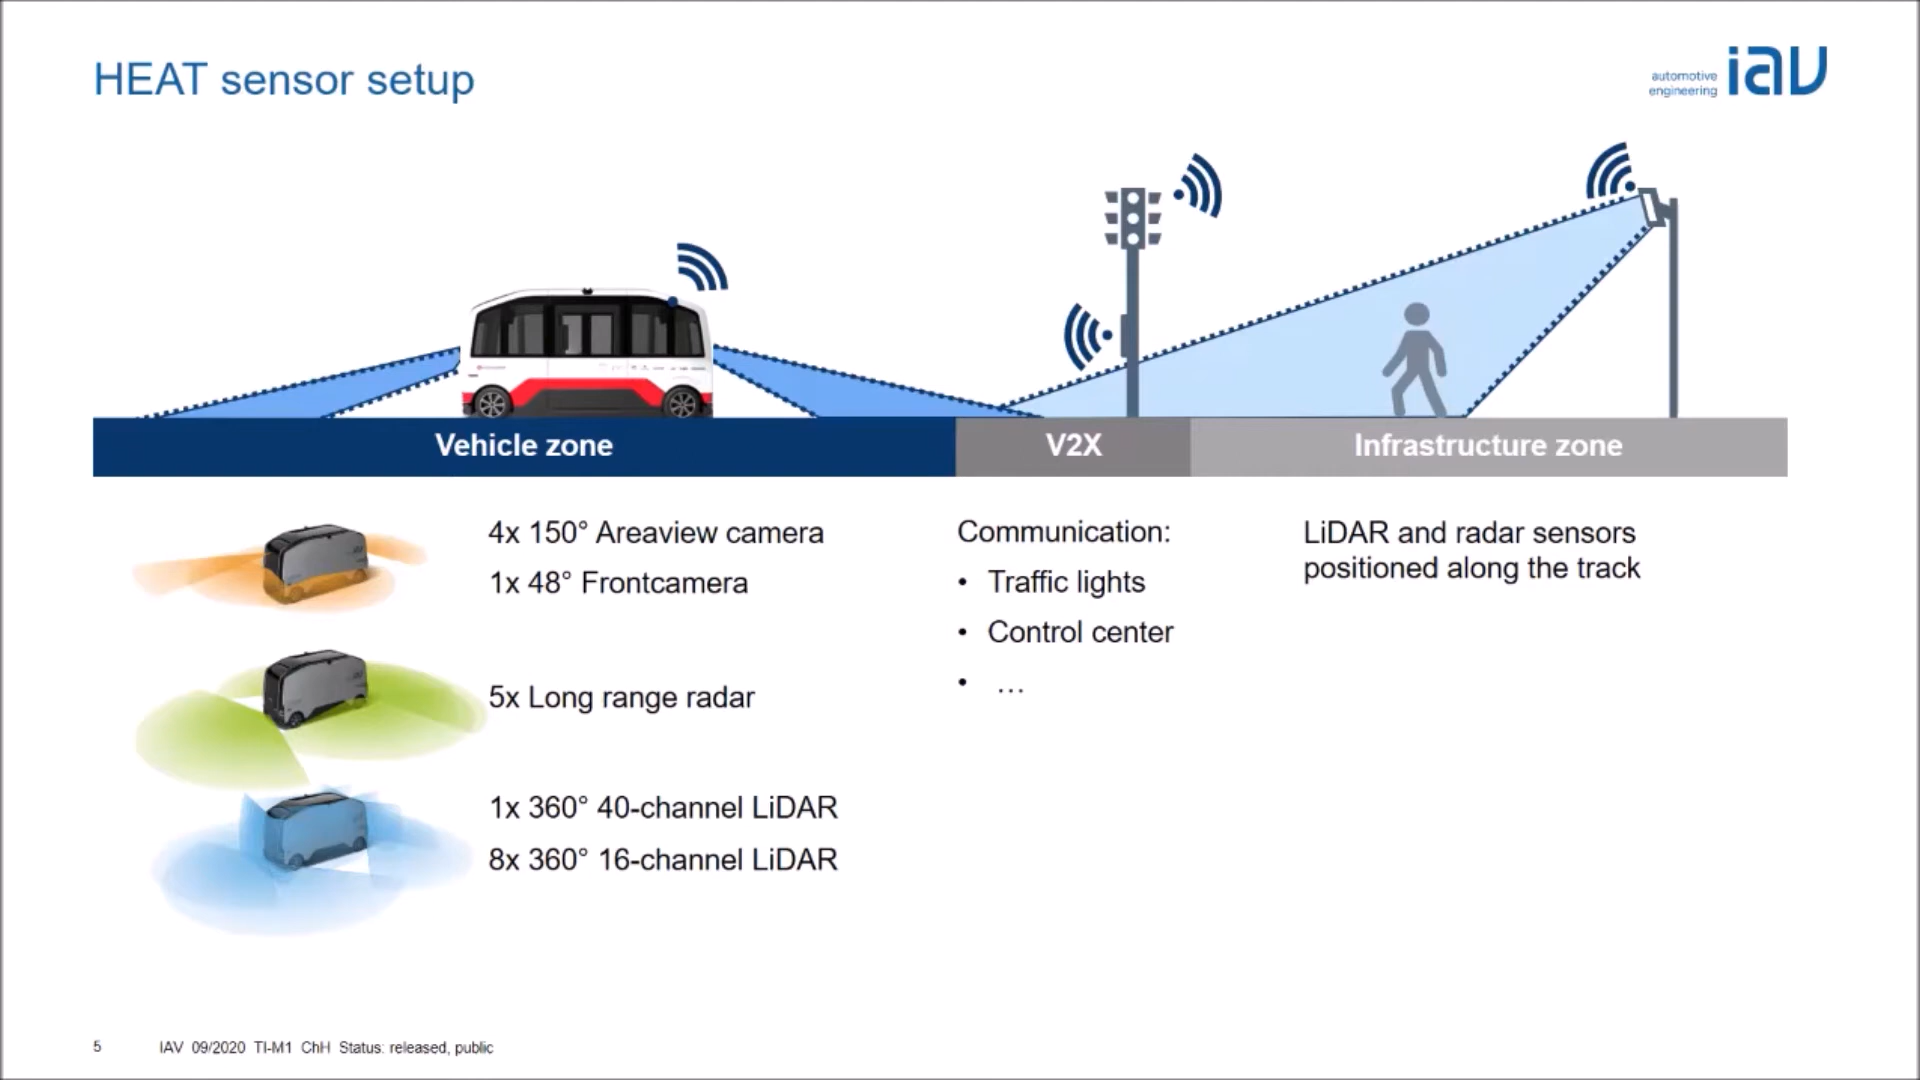 HEAT sensor setup
automotive
engineering
iav
Vehicle zone
V2X
Infrastructure zone
4x 150° Areaview camera
1x 48° Frontcamera
5x Long range radar
1x 360° 40-channel LiDAR
8x 360° 16-channel LiDAR
Communication:
• Traffic lights
• Control center
• ...
LiDAR and radar sensors
positioned along the track
5 IAV 09/2020 TI-M1 ChH Status: released, public